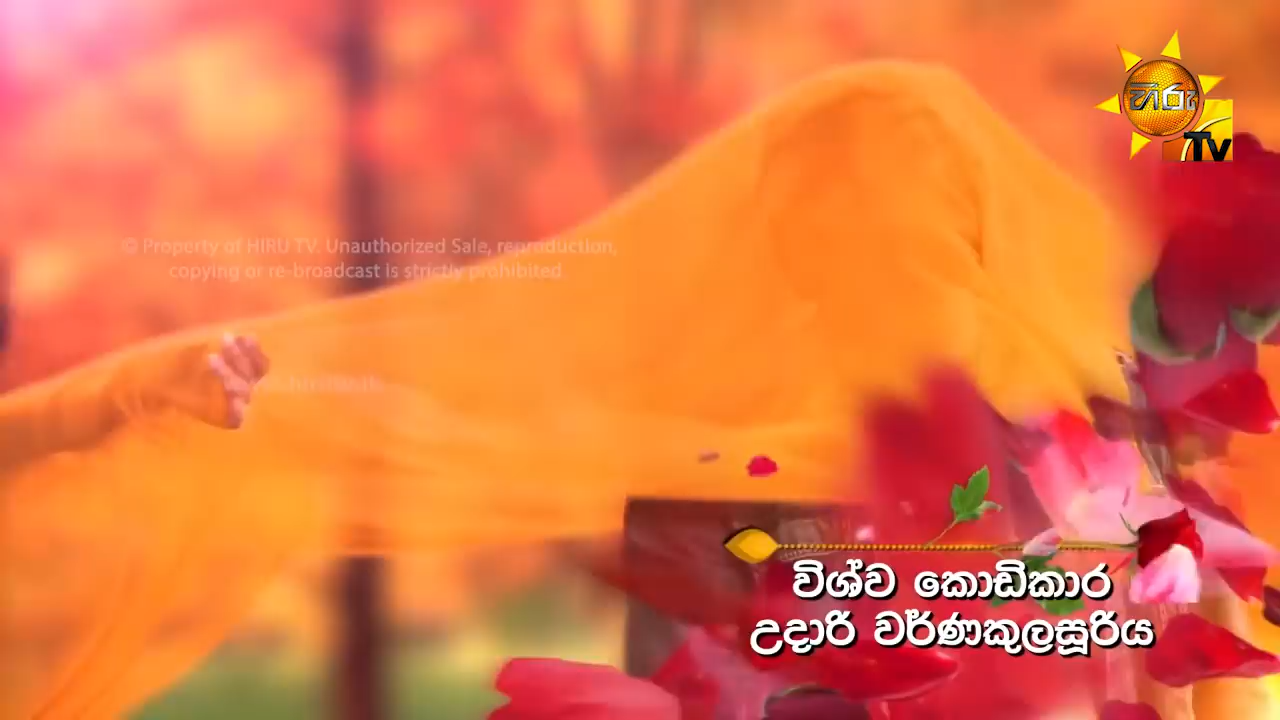 හිරු
Tv
© Property of HIRU TV. Unauthorized Sale, reproduction,
copying or re-broadcast is strictly prohibited.
විශ්ව කොඩිකාර
උදාරි වර්ණකුලසූරිය